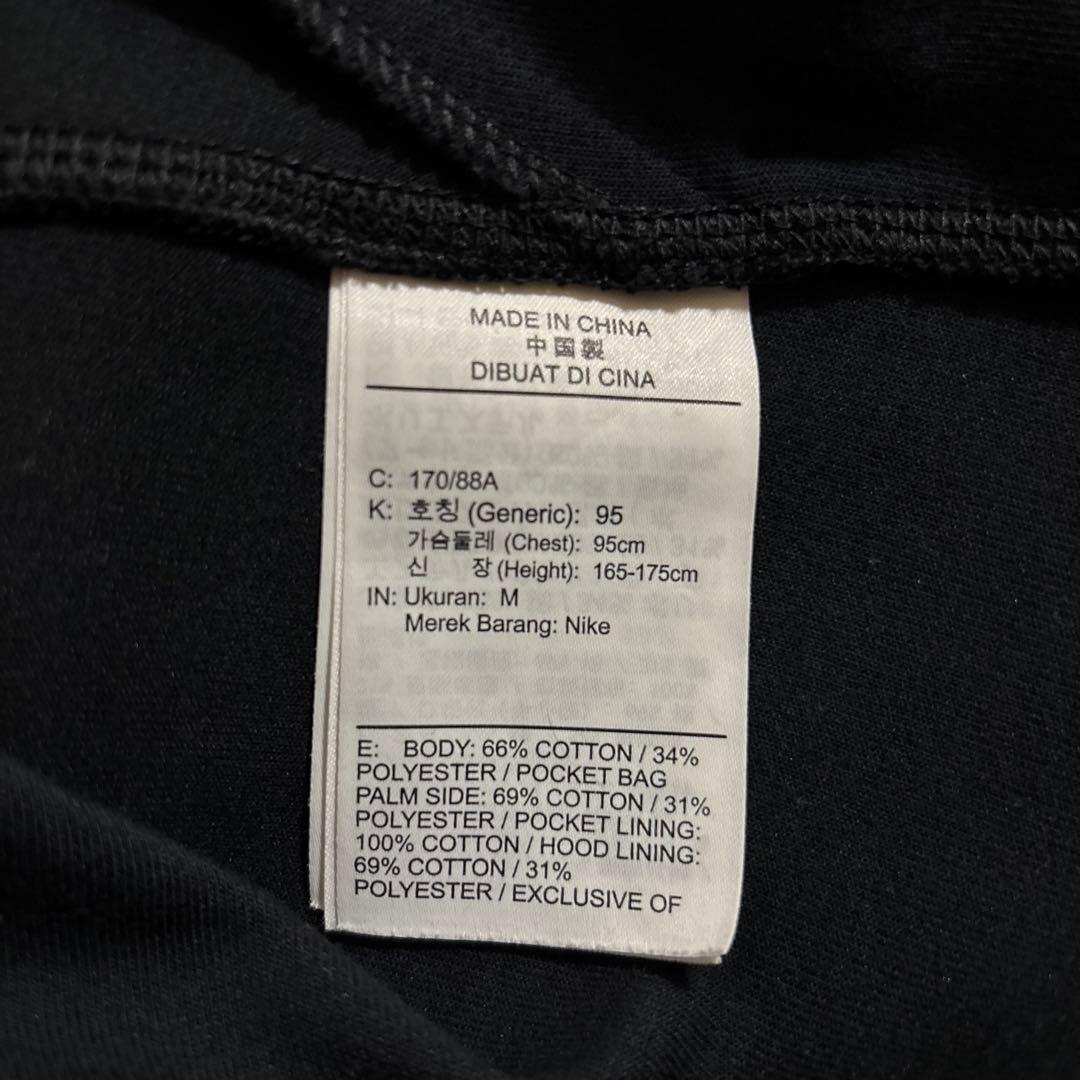 MADE IN CHINA
中国製
DIBUAT DI CINA
C: 170/88A
K: 호칭 (Generic): 95
가슴둘레 (Chest): 95cm
신 장 (Height): 165-175cm
IN: Ukuran: M
Merek Barang: Nike
E: BODY: 66% COTTON / 34%
POLYESTER / POCKET BAG
PALM SIDE: 69% COTTON / 31%
POLYESTER / POCKET LINING:
100% COTTON / HOOD LINING:
69% COTTON / 31%
POLYESTER / EXCLUSIVE OF